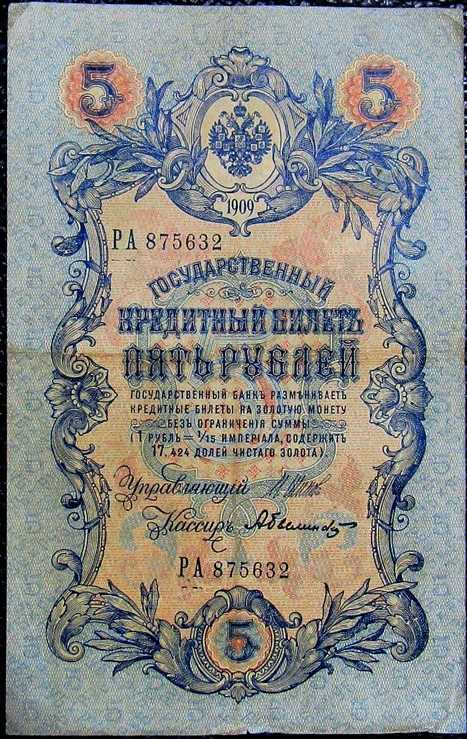 5 5
1909
РА 875632
ГОСУДАРСТВЕННЫЙ
КРЕДИТНЫЙ БИЛЕТЪ
ПЯТЬ РУБЛЕЙ
ГОСУДАРСТВЕННЫЙ БАНКЪ РАЗМѢНИВАЕТЪ
КРЕДИТНЫЕ БИЛЕТЫ НА ЗОЛОТУЮ МОНЕТУ
БЕЗЪ ОГРАНИЧЕНІЯ СУММЫ
(1 РУБЛЬ = 1/15 ИМПЕРІАЛА, СОДЕРЖИТЪ
17,424 ДОЛЕЙ ЧИСТАГО ЗОЛОТА).
Управляющій
Кассиръ
РА 875632
5